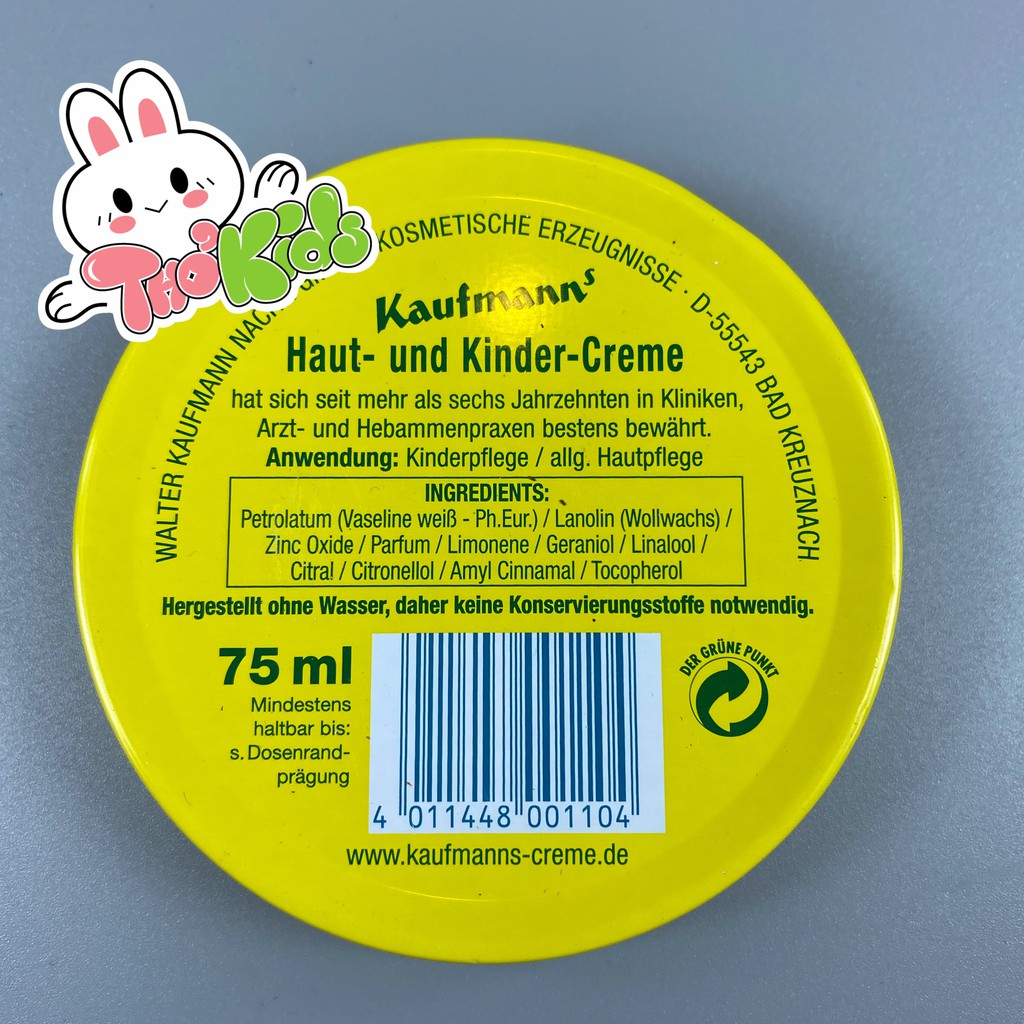 Thỏ Kids
WALTER KAUFMANN KOSMETISCHE ERZEUGNISSE · D-55543 BAD KREUZNACH
Kaufmanns
Haut- und Kinder-Creme
hat sich seit mehr als sechs Jahrzehnten in Kliniken,
Arzt- und Hebammenpraxen bestens bewährt.
Anwendung: Kinderpflege / allg. Hautpflege
INGREDIENTS:
Petrolatum (Vaseline weiß - Ph.Eur.) / Lanolin (Wollwachs) /
Zinc Oxide / Parfum / Limonene / Geraniol / Linalool /
Citral / Citronellol / Amyl Cinnamal / Tocopherol
Hergestellt ohne Wasser, daher keine Konservierungsstoffe notwendig.
75 ml
Mindestens
haltbar bis:
s. Dosenrand-
prägung
DER GRÜNE PUNKT
4 011448 001104
www.kaufmanns-creme.de